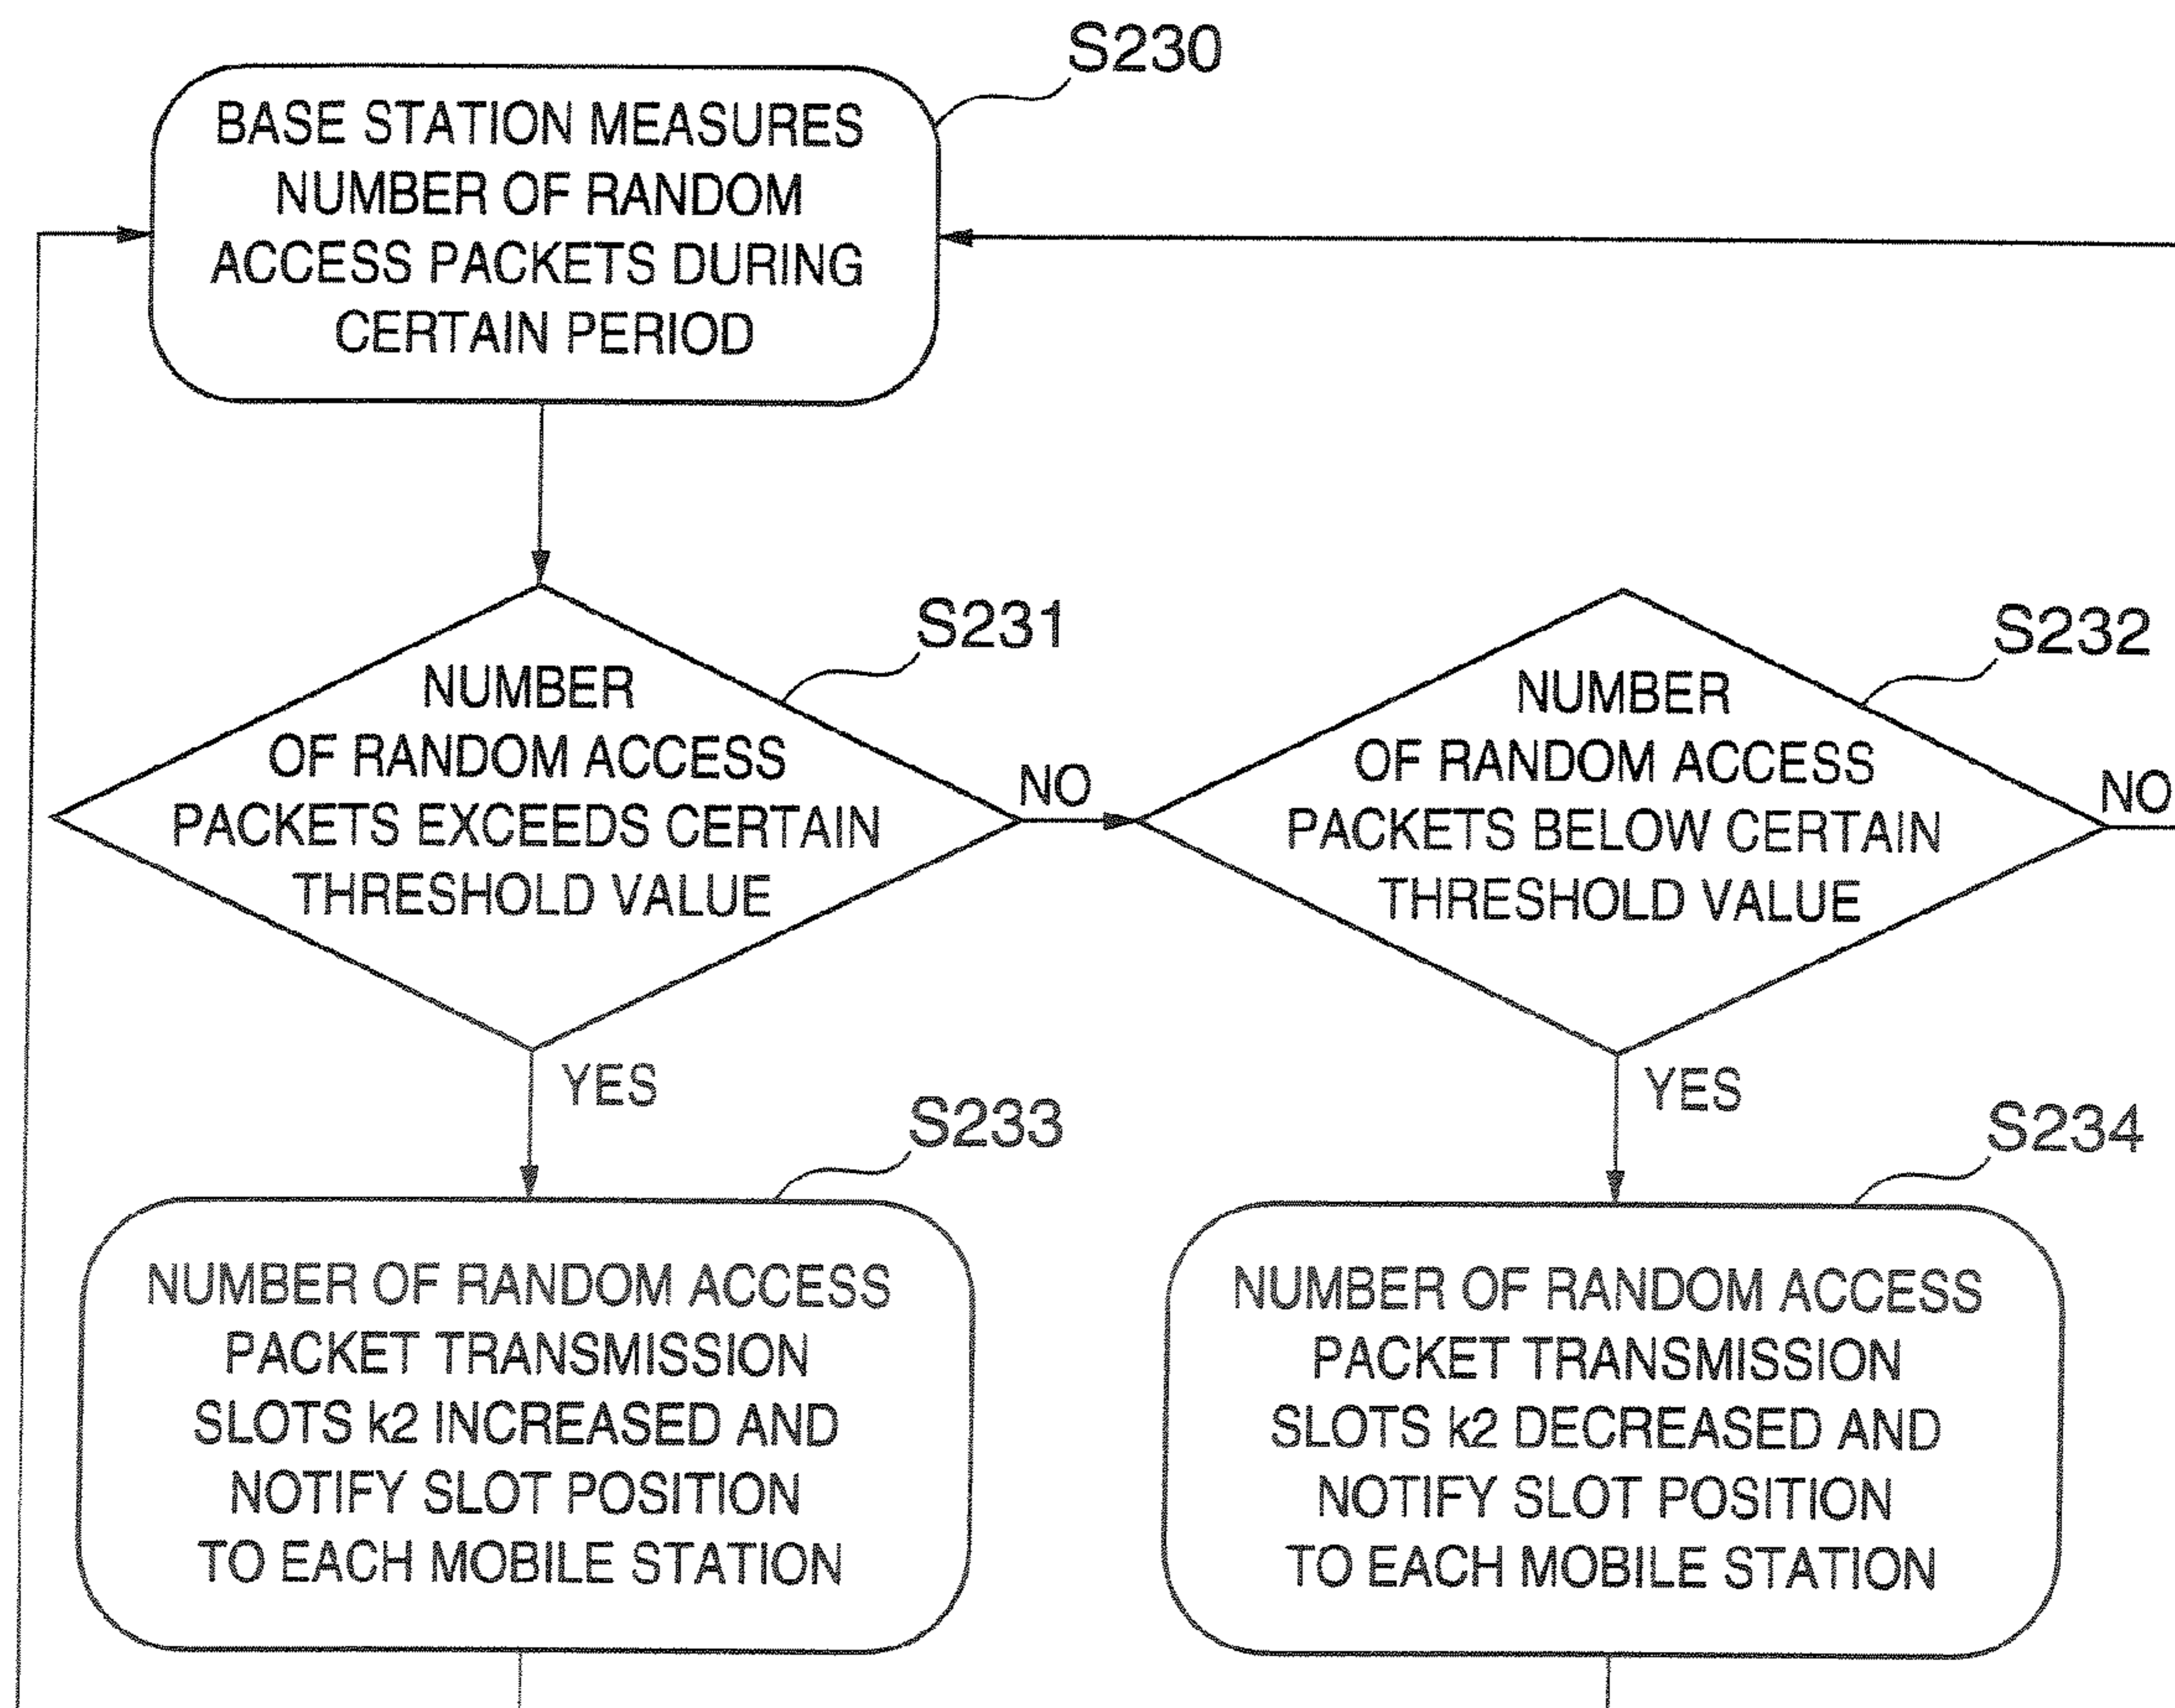 S230
BASE STATION MEASURES
NUMBER OF RANDOM
ACCESS PACKETS DURING
CERTAIN PERIOD
S231
NUMBER
OF RANDOM ACCESS
PACKETS EXCEEDS CERTAIN
THRESHOLD VALUE
NO
YES
S232
NUMBER
OF RANDOM ACCESS
PACKETS BELOW CERTAIN
THRESHOLD VALUE
NO
YES
S233
NUMBER OF RANDOM ACCESS
PACKET TRANSMISSION
SLOTS k2 INCREASED AND
NOTIFY SLOT POSITION
TO EACH MOBILE STATION
S234
NUMBER OF RANDOM ACCESS
PACKET TRANSMISSION
SLOTS k2 DECREASED AND
NOTIFY SLOT POSITION
TO EACH MOBILE STATION